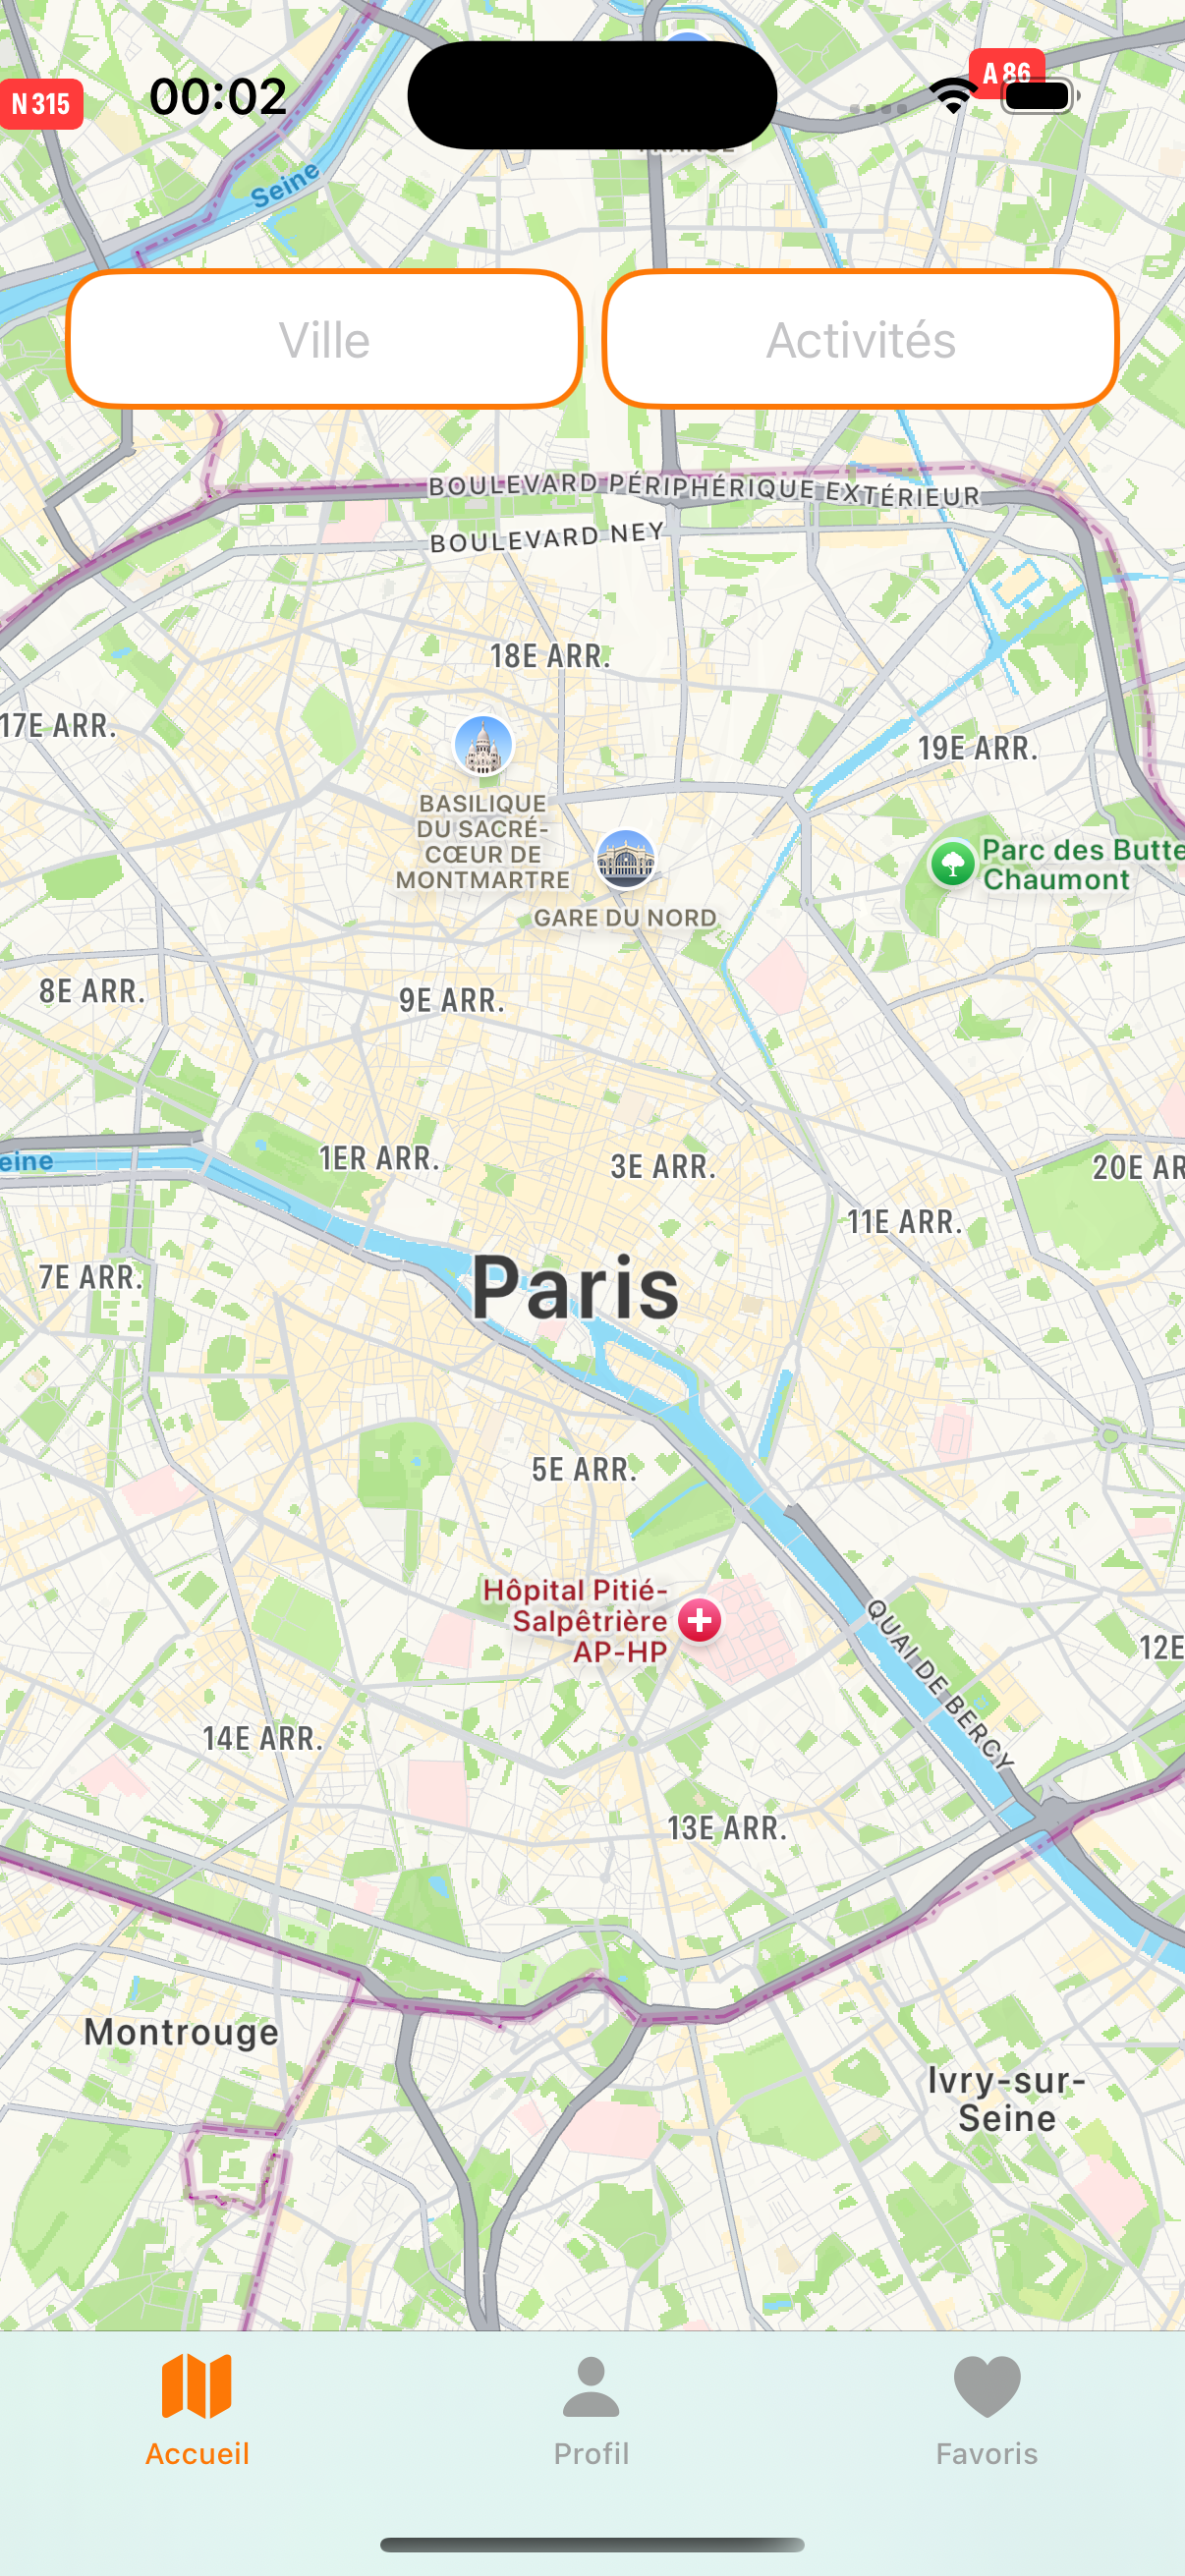 A 86
N 315
00:02
Seine
Ville
Activités
BOULEVARD PÉRIPHÉRIQUE EXTÉRIEUR
BOULEVARD NEY
18E ARR.
17E ARR.
19E ARR.
BASILIQUE
DU SACRÉ-
CŒUR DE
MONTMARTRE
Parc des Butte
Chaumont
GARE DU NORD
8E ARR.
9E ARR.
1ER ARR.
3E ARR.
eine
20E AR
11E ARR.
7E ARR.
Paris
5E ARR.
Hôpital Pitié-
Salpêtrière
AP-HP
QUAI DE BERCY
12E
14E ARR.
13E ARR.
Montrouge
Ivry-sur-
Seine
Accueil
Profil
Favoris